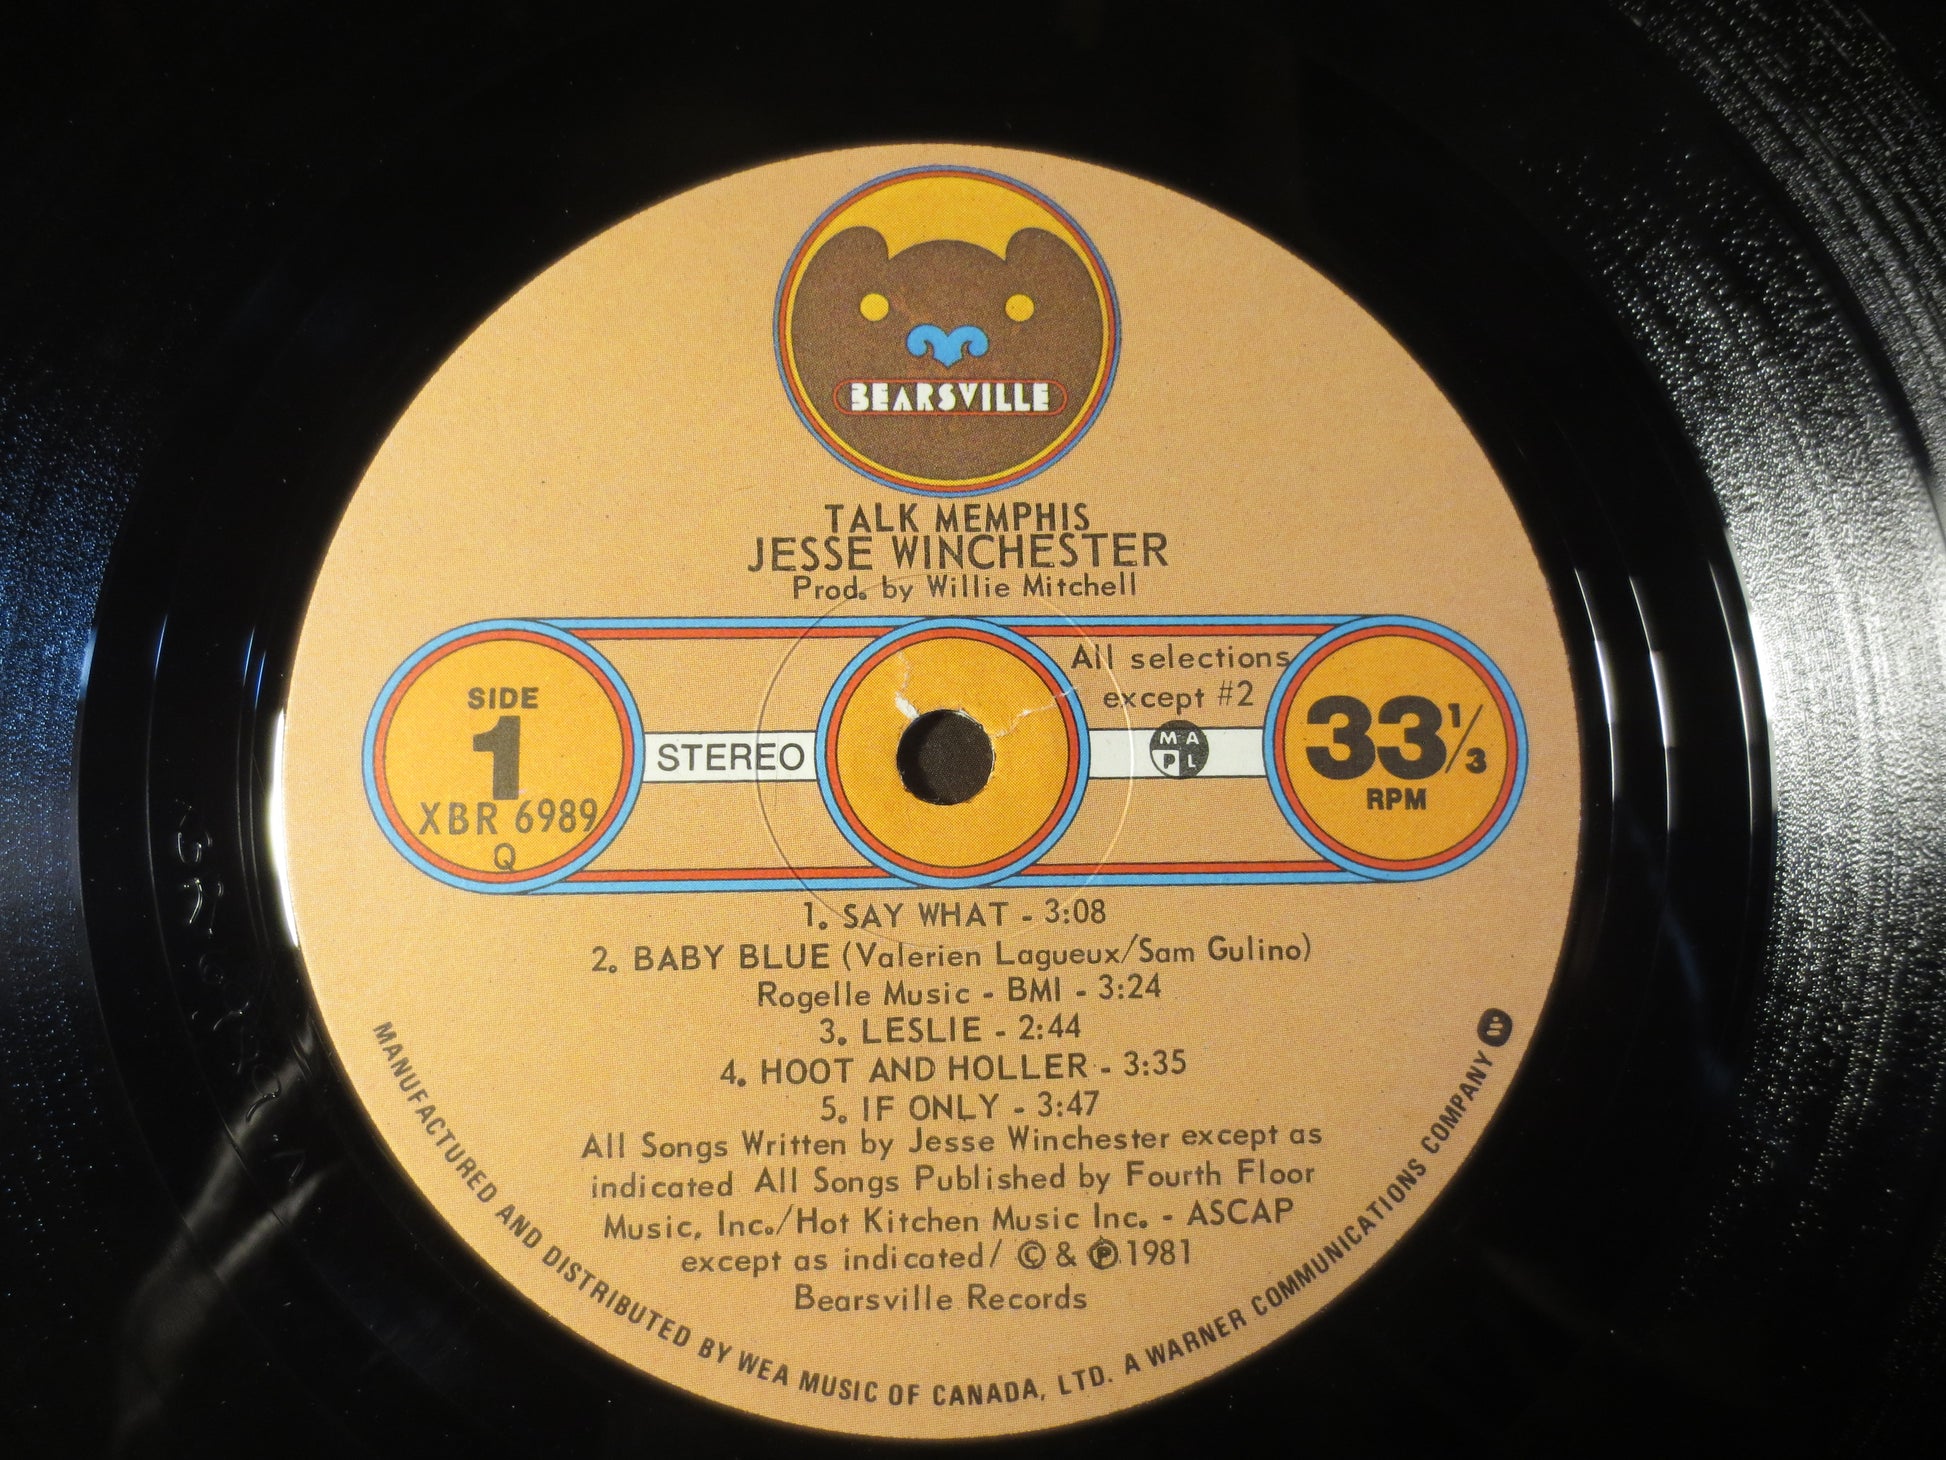 BEARSVILLE
TALK MEMPHIS
JESSE WINCHESTER
Prod. by Willie Mitchell
All selections
except #2
SIDE
1
XBR 6989
Q
STEREO
M A
P L
33 1/3
RPM
1. SAY WHAT - 3:08
2. BABY BLUE (Valerien Lagueux/Sam Gulino)
Rogelle Music - BMI - 3:24
3. LESLIE - 2:44
4. HOOT AND HOLLER - 3:35
5. IF ONLY - 3:47
All Songs Written by Jesse Winchester except as
indicated All Songs Published by Fourth Floor
Music, Inc./Hot Kitchen Music Inc. - ASCAP
except as indicated/ © & ℗ 1981
Bearsville Records
MANUFACTURED AND DISTRIBUTED BY WEA MUSIC OF CANADA, LTD. A WARNER COMMUNICATIONS COMPANY